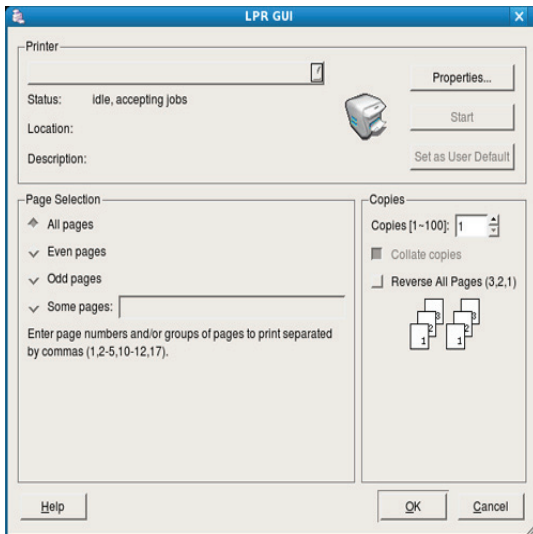 LPR GUI
Printer
Properties...
Status: idle, accepting jobs
Start
Location:
Description:
Set as User Default
Page Selection
All pages
Even pages
Odd pages
Some pages:
Enter page numbers and/or groups of pages to print separated
by commas (1,2-5,10-12,17).
Copies
Copies [1~100]: 1
Collate copies
Reverse All Pages (3,2,1)
3 3
2 2
1 1
Help
OK
Cancel